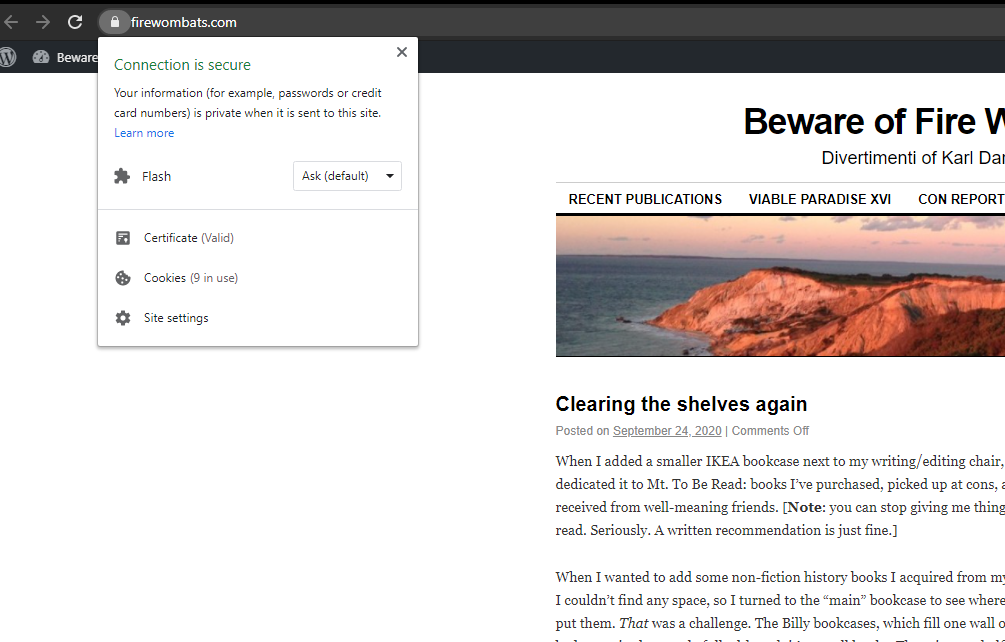 firewombats.com
Beware
Connection is secure
Your information (for example, passwords or credit
card numbers) is private when it is sent to this site.
Learn more
Flash
Ask (default)
Certificate (Valid)
Cookies (9 in use)
Site settings
Beware of Fire W
Divertimenti of Karl Dan
RECENT PUBLICATIONS VIABLE PARADISE XVI CON REPORT
Clearing the shelves again
Posted on September 24, 2020 | Comments Off
When I added a smaller IKEA bookcase next to my writing/editing chair,
dedicated it to Mt. To Be Read: books I’ve purchased, picked up at cons, a
received from well-meaning friends. [Note: you can stop giving me thing
read. Seriously. A written recommendation is just fine.]
When I wanted to add some non-fiction history books I acquired from my
I couldn’t find any space, so I turned to the “main” bookcase to see where
put them. That was a challenge. The Billy bookcases, which fill one wall o